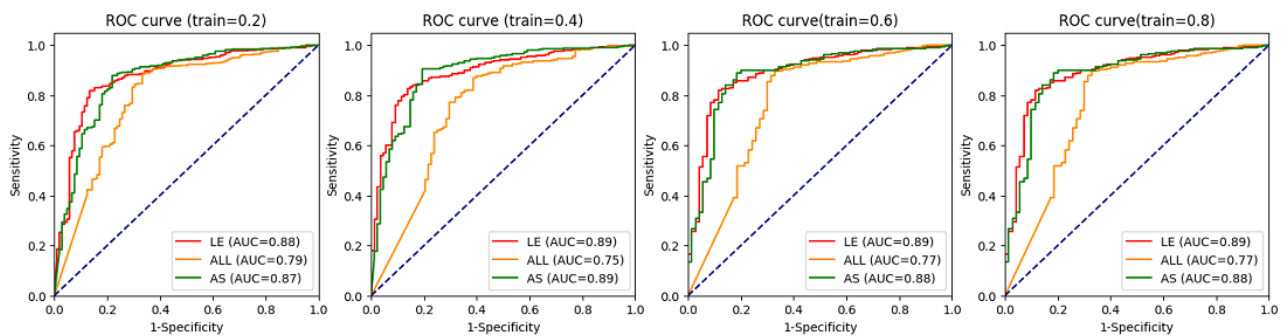 ROC curve (train=0.2)
1.0
0.8
0.6
0.4
0.2
0.0
Sensitivity
LE (AUC=0.88)
ALL (AUC=0.79)
AS (AUC=0.87)
0.0 0.2 0.4 0.6 0.8 1.0
1-Specificity
ROC curve (train=0.4)
1.0
0.8
0.6
0.4
0.2
0.0
Sensitivity
LE (AUC=0.89)
ALL (AUC=0.75)
AS (AUC=0.89)
0.0 0.2 0.4 0.6 0.8 1.0
1-Specificity
ROC curve(train=0.6)
1.0
0.8
0.6
0.4
0.2
0.0
Sensitivity
LE (AUC=0.89)
ALL (AUC=0.77)
AS (AUC=0.88)
0.0 0.2 0.4 0.6 0.8 1.0
1-Specificity
ROC curve(train=0.8)
1.0
0.8
0.6
0.4
0.2
0.0
Sensitivity
LE (AUC=0.89)
ALL (AUC=0.77)
AS (AUC=0.88)
0.0 0.2 0.4 0.6 0.8 1.0
1-Specificity